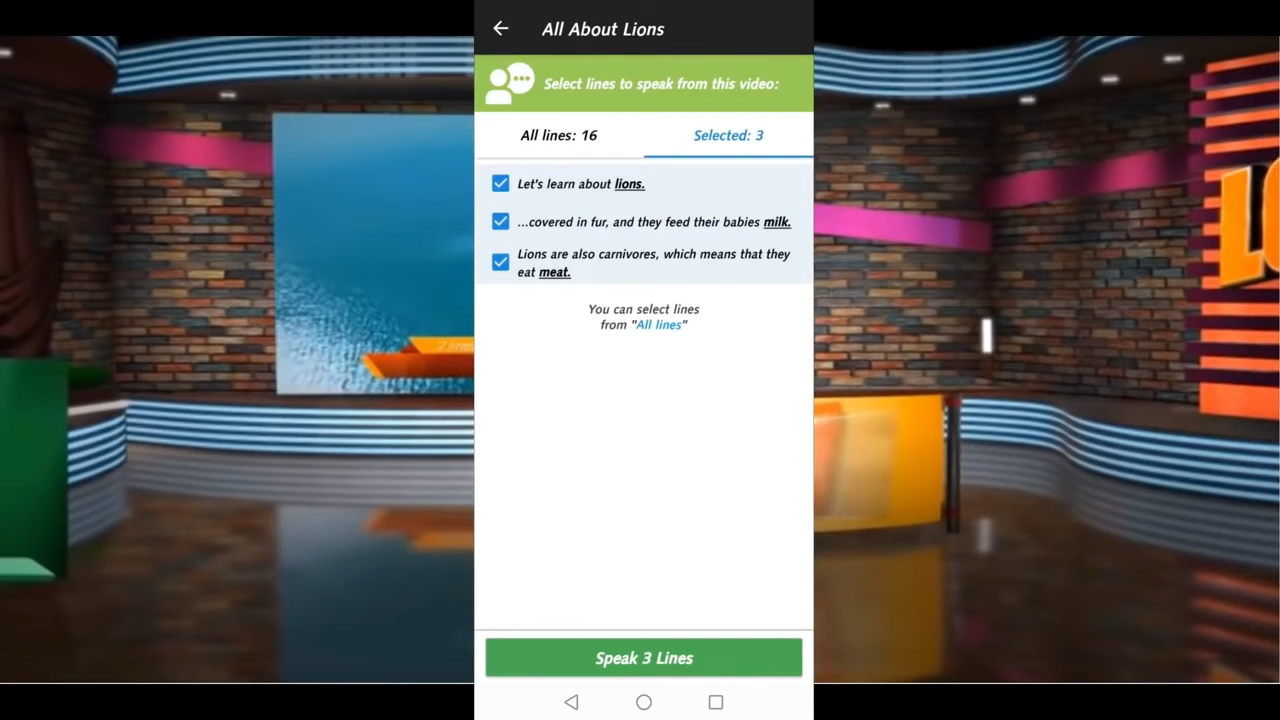 All About Lions
Select lines to speak from this video:
All lines: 16
Selected: 3
Let's learn about lions.
...covered in fur, and they feed their babies milk.
Lions are also carnivores, which means that they
eat meat.
You can select lines
from "All lines"
Speak 3 Lines